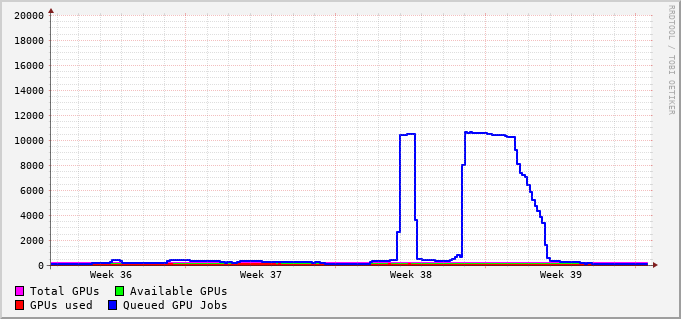 20000
18000
16000
14000
12000
10000
8000
6000
4000
2000
0
Week 36 Week 37 Week 38 Week 39
Total GPUs Available GPUs
GPUs used Queued GPU Jobs
RRDTOOL / TOBI OETIKER